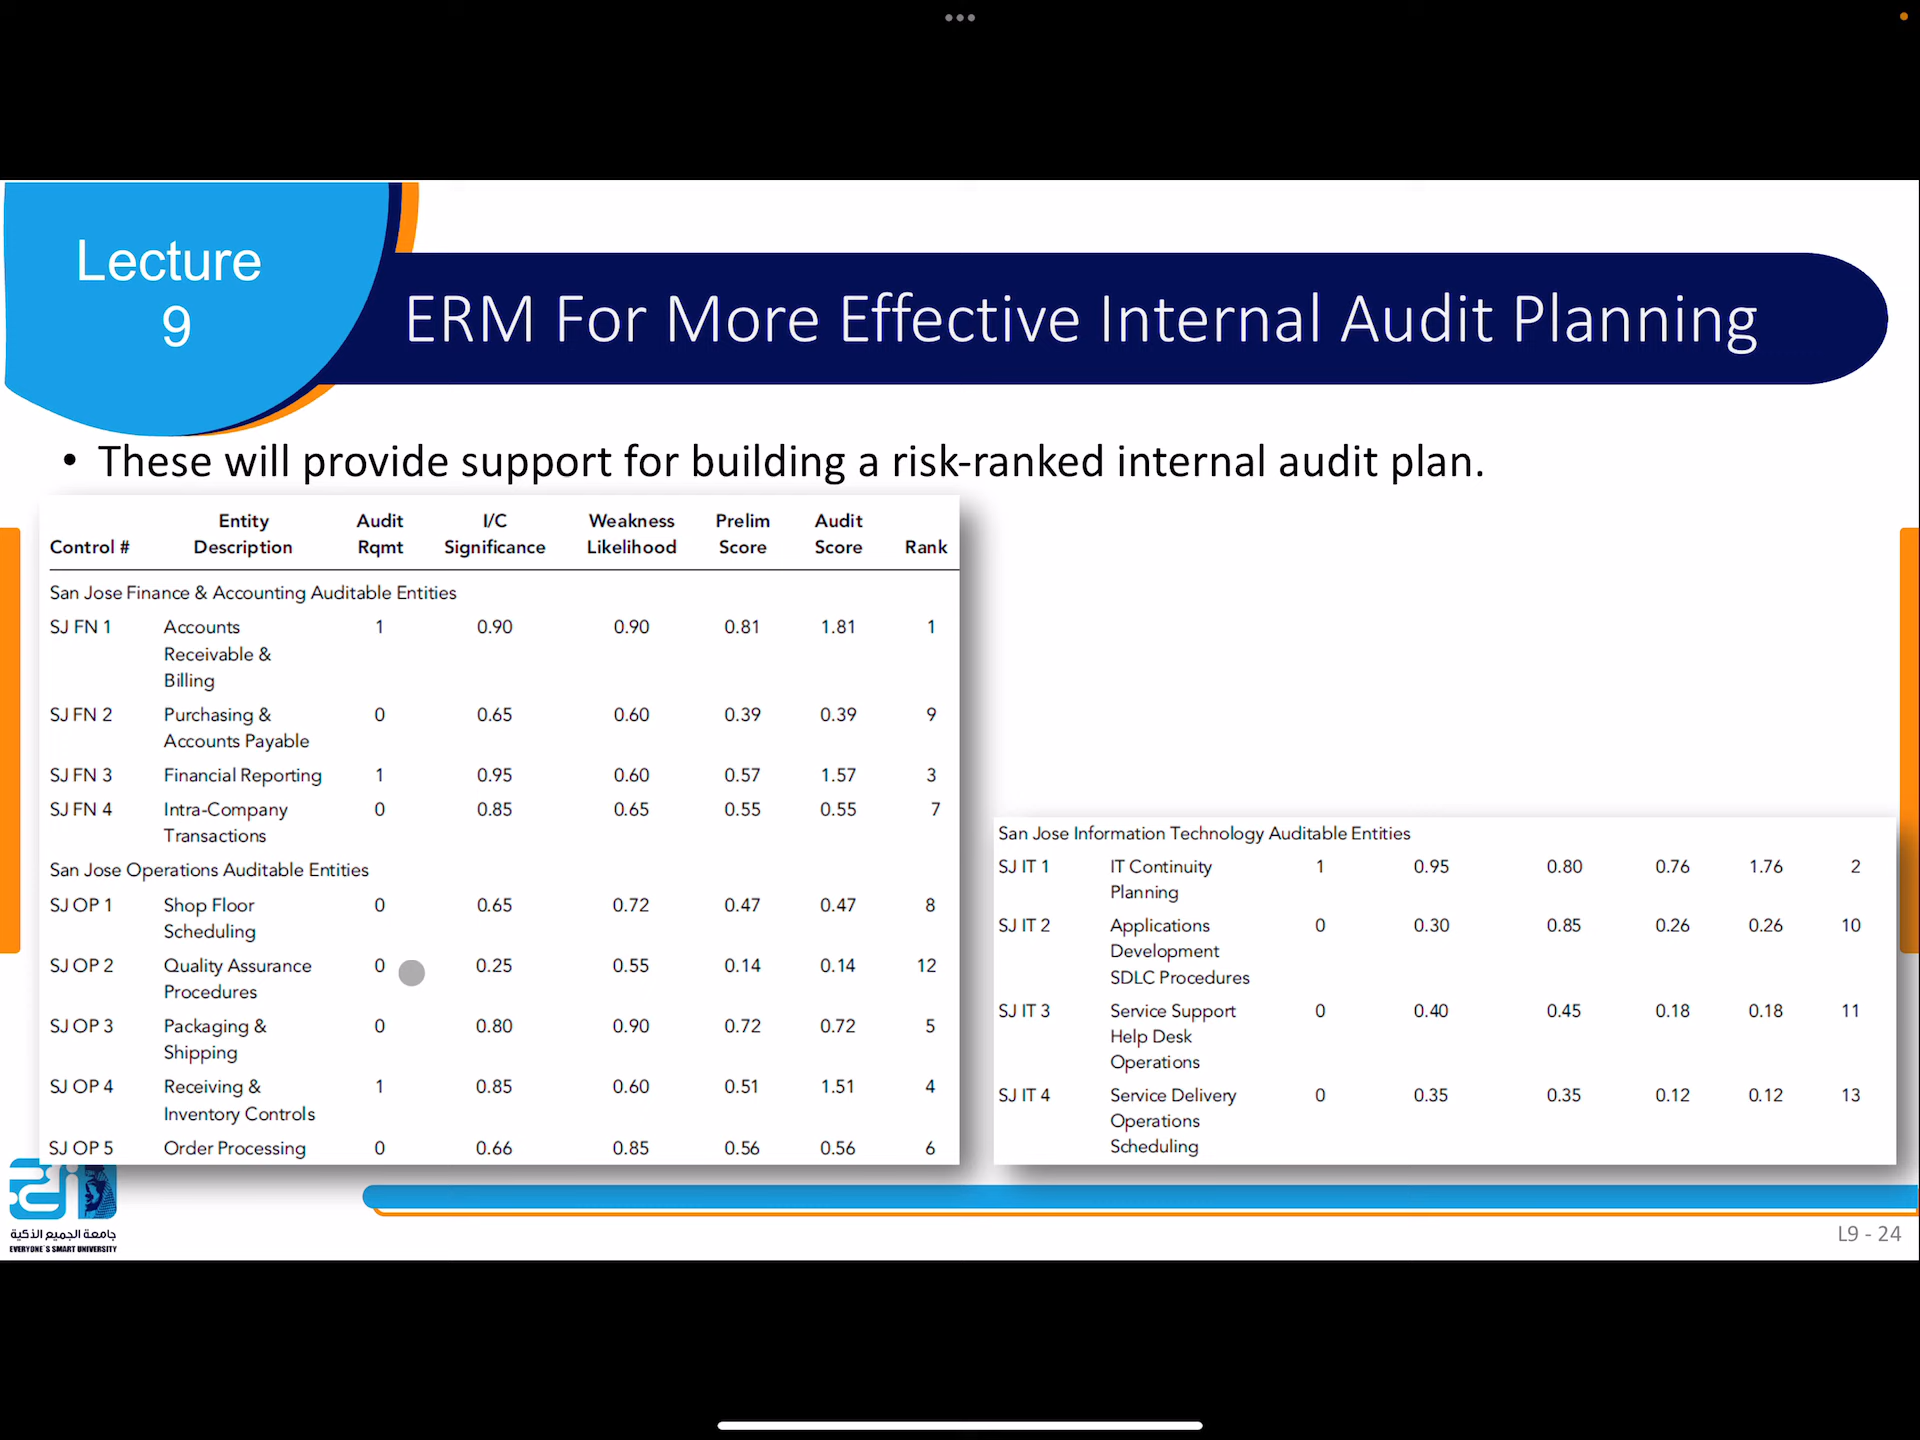 Lecture
9
ERM For More Effective Internal Audit Planning
• These will provide support for building a risk-ranked internal audit plan.
Control # Entity Description Audit Rqmt I/C Significance Weakness Likelihood Prelim Score Audit Score Rank
San Jose Finance & Accounting Auditable Entities
SJ FN 1 Accounts 1 0.90 0.90 0.81 1.81 1
Receivable &
Billing
SJ FN 2 Purchasing & 0 0.65 0.60 0.39 0.39 9
Accounts Payable
SJ FN 3 Financial Reporting 1 0.95 0.60 0.57 1.57 3
SJ FN 4 Intra-Company 0 0.85 0.65 0.55 0.55 7
Transactions
San Jose Operations Auditable Entities
SJ OP 1 Shop Floor 0 0.65 0.72 0.47 0.47 8
Scheduling
SJ OP 2 Quality Assurance 0 0.25 0.55 0.14 0.14 12
Procedures
SJ OP 3 Packaging & 0 0.80 0.90 0.72 0.72 5
Shipping
SJ OP 4 Receiving & 1 0.85 0.60 0.51 1.51 4
Inventory Controls
SJ OP 5 Order Processing 0 0.66 0.85 0.56 0.56 6
San Jose Information Technology Auditable Entities
SJ IT 1 IT Continuity 1 0.95 0.80 0.76 1.76 2
Planning
SJ IT 2 Applications 0 0.30 0.85 0.26 0.26 10
Development
SDLC Procedures
SJ IT 3 Service Support 0 0.40 0.45 0.18 0.18 11
Help Desk
Operations
SJ IT 4 Service Delivery 0 0.35 0.35 0.12 0.12 13
Operations
Scheduling
جامعة الجميع الذكية
EVERYONE'S SMART UNIVERSITY
L9 - 24